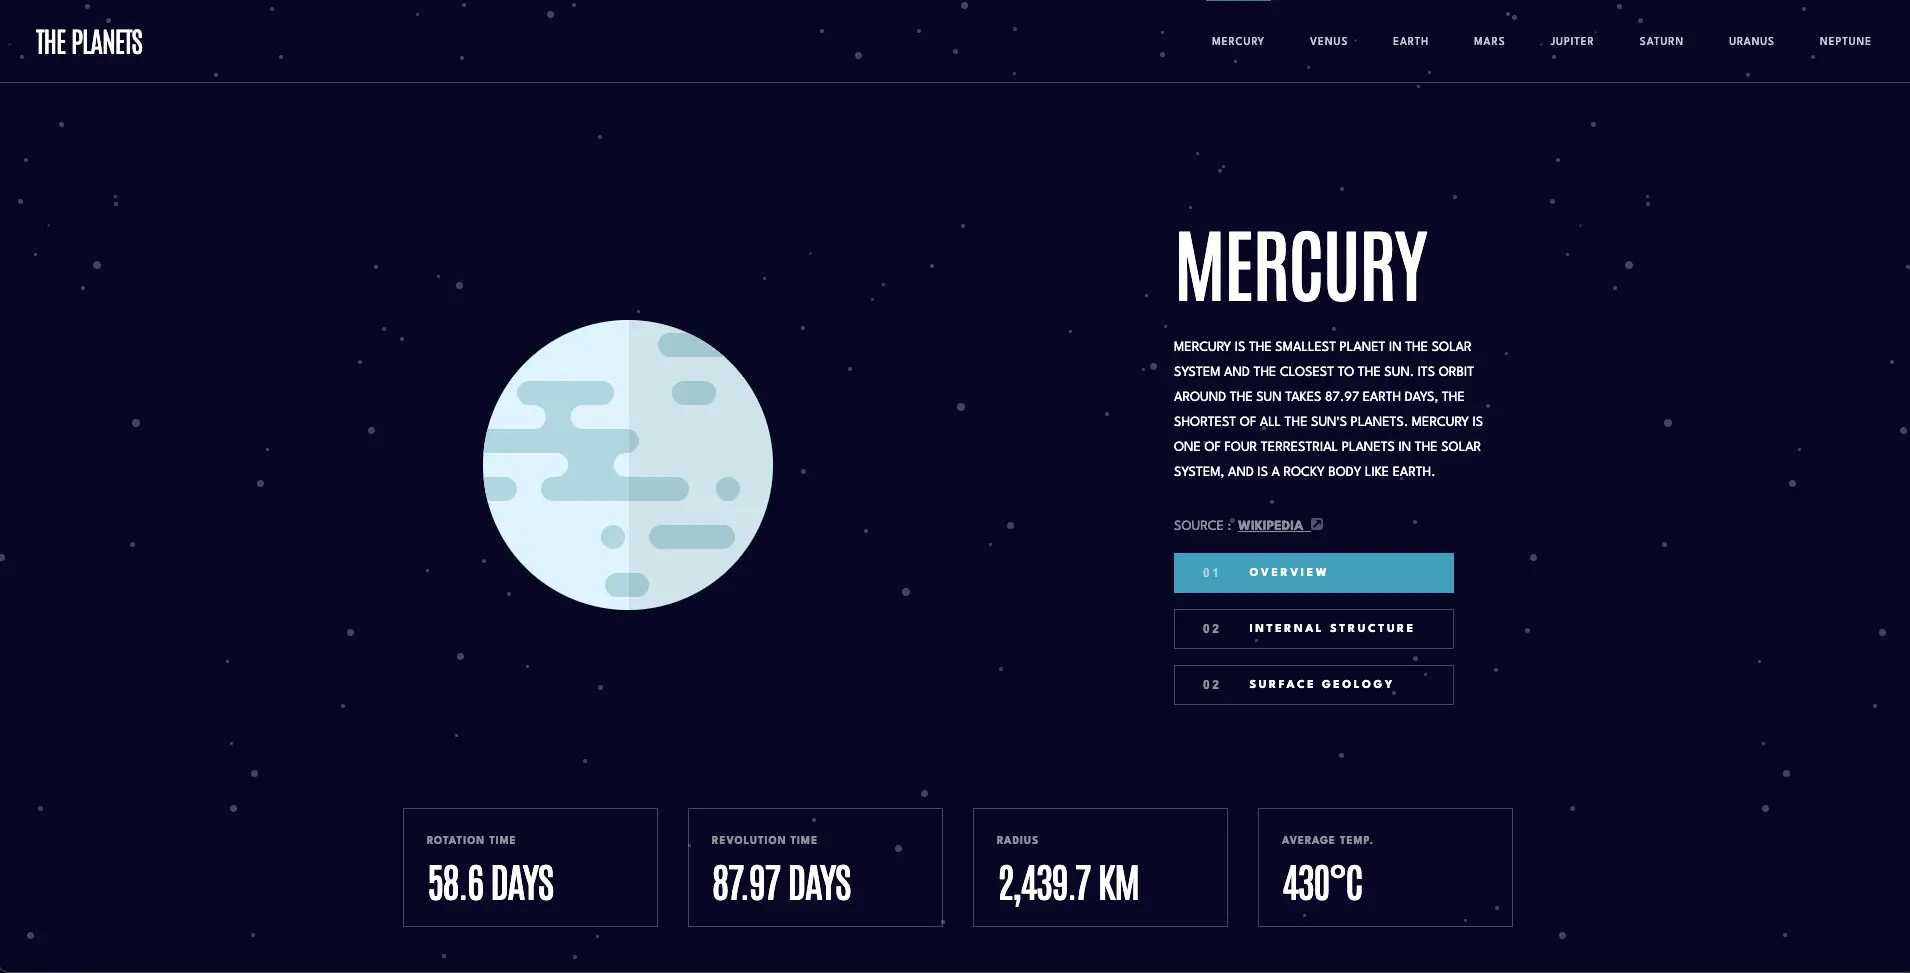 THE PLANETS
MERCURY VENUS EARTH MARS JUPITER SATURN URANUS NEPTUNE
MERCURY
MERCURY IS THE SMALLEST PLANET IN THE SOLAR
SYSTEM AND THE CLOSEST TO THE SUN. ITS ORBIT
AROUND THE SUN TAKES 87.97 EARTH DAYS, THE
SHORTEST OF ALL THE SUN'S PLANETS. MERCURY IS
ONE OF FOUR TERRESTRIAL PLANETS IN THE SOLAR
SYSTEM, AND IS A ROCKY BODY LIKE EARTH.
SOURCE : WIKIPEDIA
01 OVERVIEW
02 INTERNAL STRUCTURE
02 SURFACE GEOLOGY
ROTATION TIME
58.6 DAYS
REVOLUTION TIME
87.97 DAYS
RADIUS
2,439.7 KM
AVERAGE TEMP.
430°C